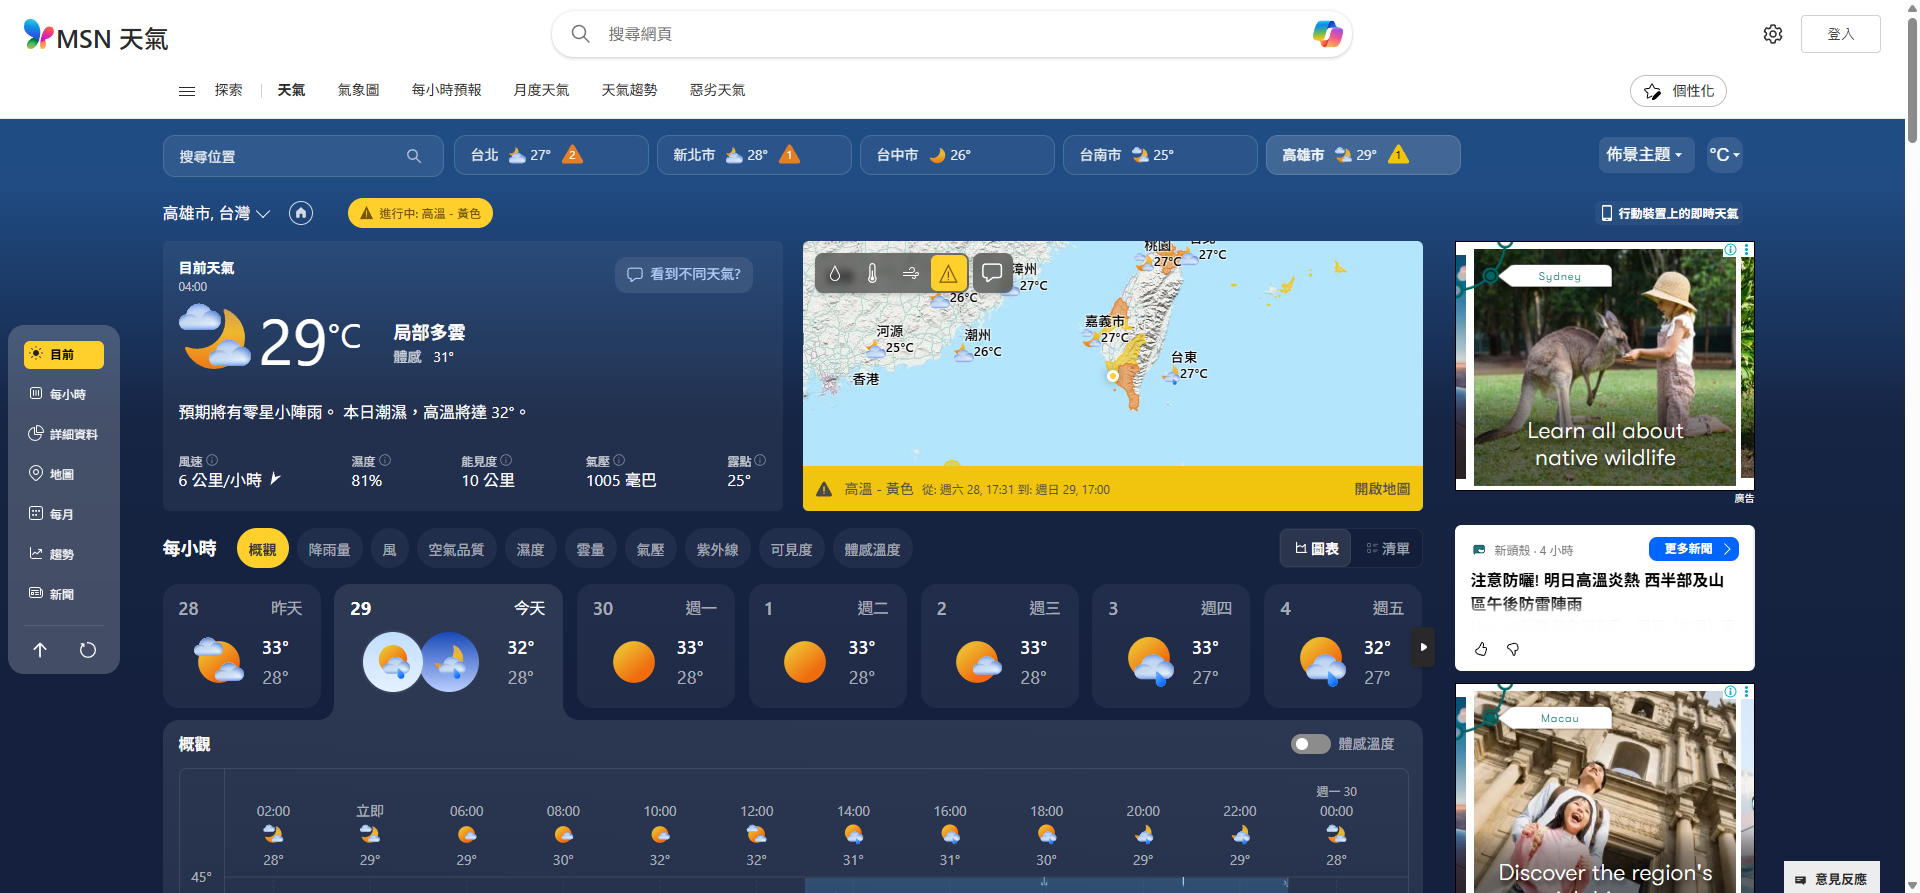 MSN 天氣
搜尋網頁
登入
探索
天氣
氣象圖
每小時預報
月度天氣
天氣趨勢
惡劣天氣
個性化
搜尋位置
台北 27° 2
新北市 28° 1
台中市 26°
台南市 25°
高雄市 29° 1
佈景主題
°C
高雄市, 台灣
進行中: 高溫 - 黃色
行動裝置上的即時天氣
目前天氣
04:00
看到不同天氣?
29°C
局部多雲
體感 31°
預期將有零星小陣雨。 本日潮濕，高溫將達 32°。
風速
6 公里/小時
濕度
81%
能見度
10 公里
氣壓
1005 毫巴
露點
25°
桃園
27°C
27°C
漳州
27°C
26°C
河源
25°C
潮州
26°C
香港
嘉義市
27°C
台東
27°C
高溫 - 黃色 從: 週六 28, 17:31 到: 週日 29, 17:00
開啟地圖
目前
每小時
詳細資料
地圖
每月
趨勢
新聞
Sydney
Learn all about
native wildlife
廣告
每小時
概觀
降雨量
風
空氣品質
濕度
雲量
氣壓
紫外線
可見度
體感溫度
圖表
清單
28 昨天
33°
28°
29 今天
32°
28°
30 週一
33°
28°
1 週二
33°
28°
2 週三
33°
28°
3 週四
33°
27°
4 週五
32°
27°
新頭殼 · 4 小時
更多新聞
注意防曬! 明日高溫炎熱 西半部及山
區午後防雷陣雨
概觀
體感溫度
週一 30
02:00 立即 06:00 08:00 10:00 12:00 14:00 16:00 18:00 20:00 22:00 00:00
28° 29° 29° 30° 32° 32° 31° 31° 30° 29° 29° 28°
45°
Macau
Discover the region's
意見反應